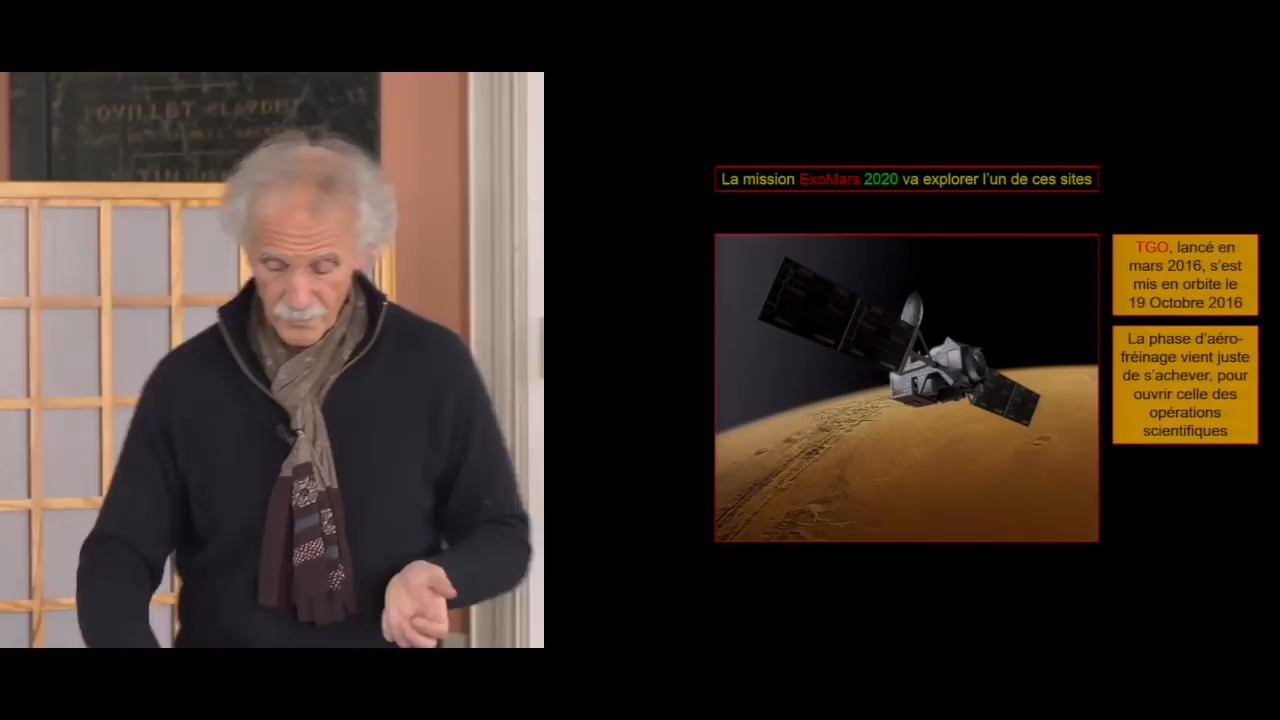 POUILLET CLAUDE
La mission ExoMars 2020 va explorer l’un de ces sites
TGO, lancé en
mars 2016, s’est
mis en orbite le
19 Octobre 2016
La phase d’aéro-
fréinage vient juste
de s’achever, pour
ouvrir celle des
opérations
scientifiques